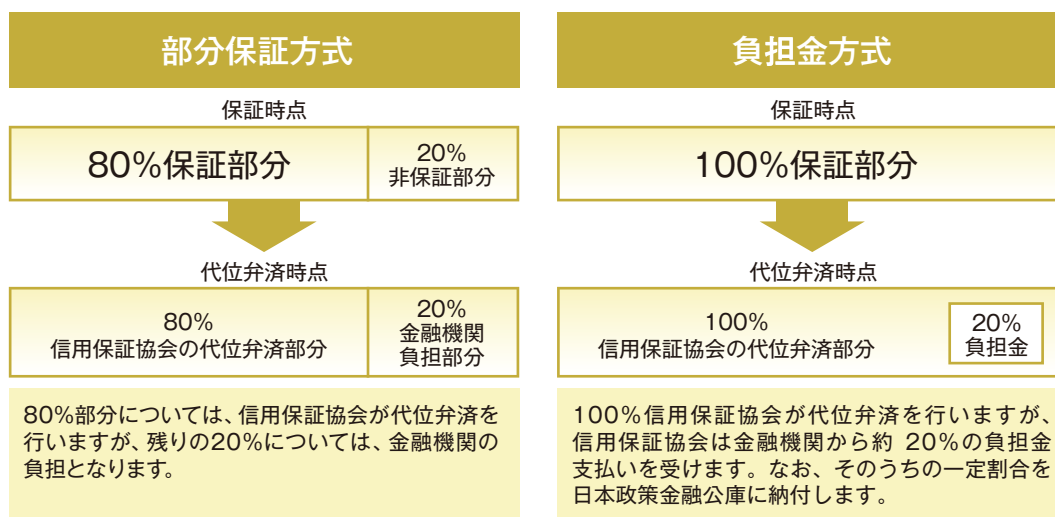 部分保証方式
保証時点
80%保証部分
20%
非保証部分
代位弁済時点
80%
信用保証協会の代位弁済部分
20%
金融機関
負担部分
80%部分については、信用保証協会が代位弁済を
行いますが、残りの20%については、金融機関の
負担となります。
負担金方式
保証時点
100%保証部分
代位弁済時点
100%
信用保証協会の代位弁済部分
20%
負担金
100%信用保証協会が代位弁済を行いますが、
信用保証協会は金融機関から約 20%の負担金
支払いを受けます。なお、そのうちの一定割合を
日本政策金融公庫に納付します。